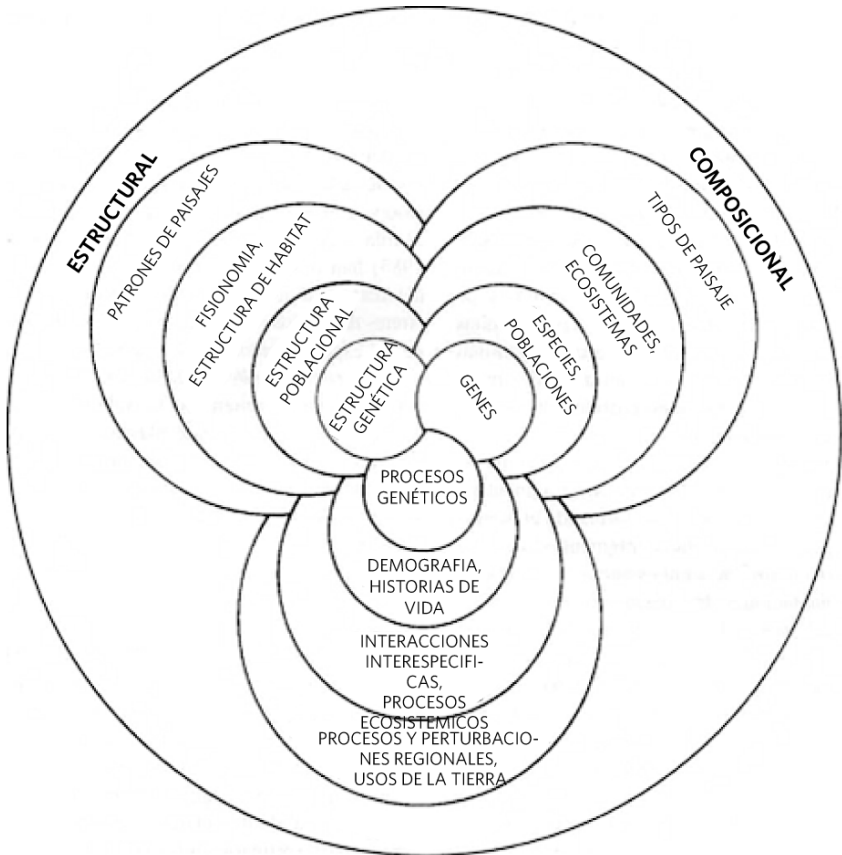 ESTRUCTURAL
PATRONES DE PAISAJES
FISIONOMIA,
ESTRUCTURA DE HABITAT
ESTRUCTURA
POBLACIONAL
ESTRUCTURA
GENÉTICA
COMPOSICIONAL
TIPOS DE PAISAJE
COMUNIDADES,
ECOSISTEMAS
ESPECIES,
POBLACIONES
GENES
PROCESOS
GENÉTICOS
DEMOGRAFIA,
HISTORIAS DE
VIDA
INTERACCIONES
INTERESPECIFI-
CAS,
PROCESOS
ECOSISTÉMICOS
PROCESOS Y PERTURBACIO-
NES REGIONALES,
USOS DE LA TIERRA